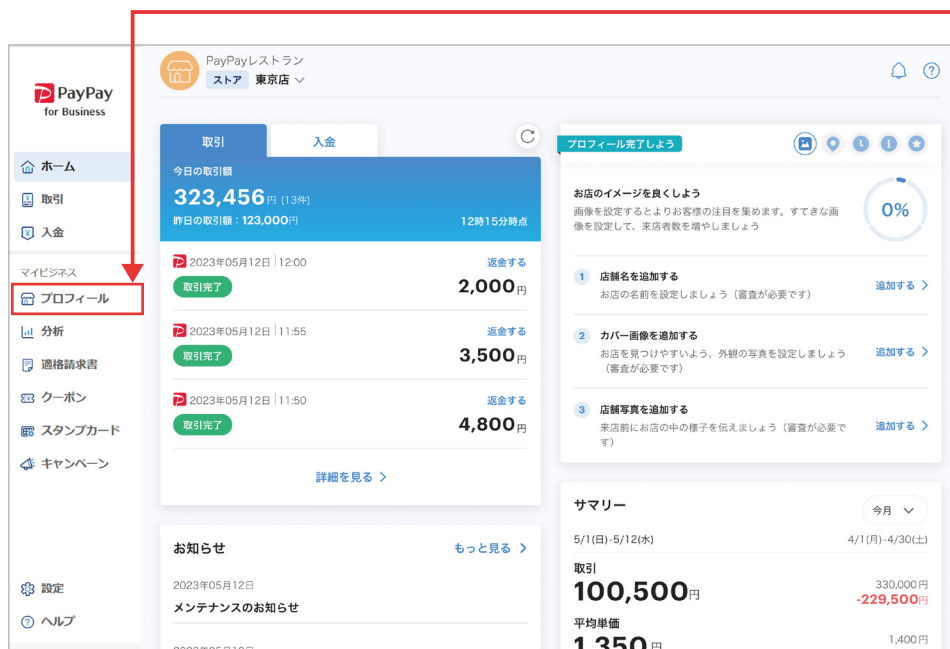 PayPay
for Business
ホーム
取引
入金
マイビジネス
プロフィール
分析
適格請求書
クーポン
スタンプカード
キャンペーン
設定
ヘルプ
PayPayレストラン
ストア 東京店
取引 入金
今日の取引額
323,456円 (13件)
昨日の取引額：123,000円 12時15分時点
2023年05月12日 12:00 返金する
取引完了 2,000円
2023年05月12日 11:55 返金する
取引完了 3,500円
2023年05月12日 11:50 返金する
取引完了 4,800円
詳細を見る
お知らせ もっと見る
2023年05月12日
メンテナンスのお知らせ
プロフィール完了しよう
お店のイメージを良くしよう
画像を設定するとよりお客様の注目を集めます。すてきな画
像を設定して、来店者数を増やしましょう
0%
1 店舗名を追加する
お店の名前を設定しましょう（審査が必要です） 追加する
2 カバー画像を追加する
お店を見つけやすいよう、外観の写真を設定しましょう 追加する
（審査が必要です）
3 店舗写真を追加する
来店前にお店の中の様子を伝えましょう（審査が必要で 追加する
す）
サマリー 今月
5/1(日)-5/12(水) 4/1(月)-4/30(土)
取引
100,500円 330,000円
-229,500円
平均単価
1,350円 1,400円